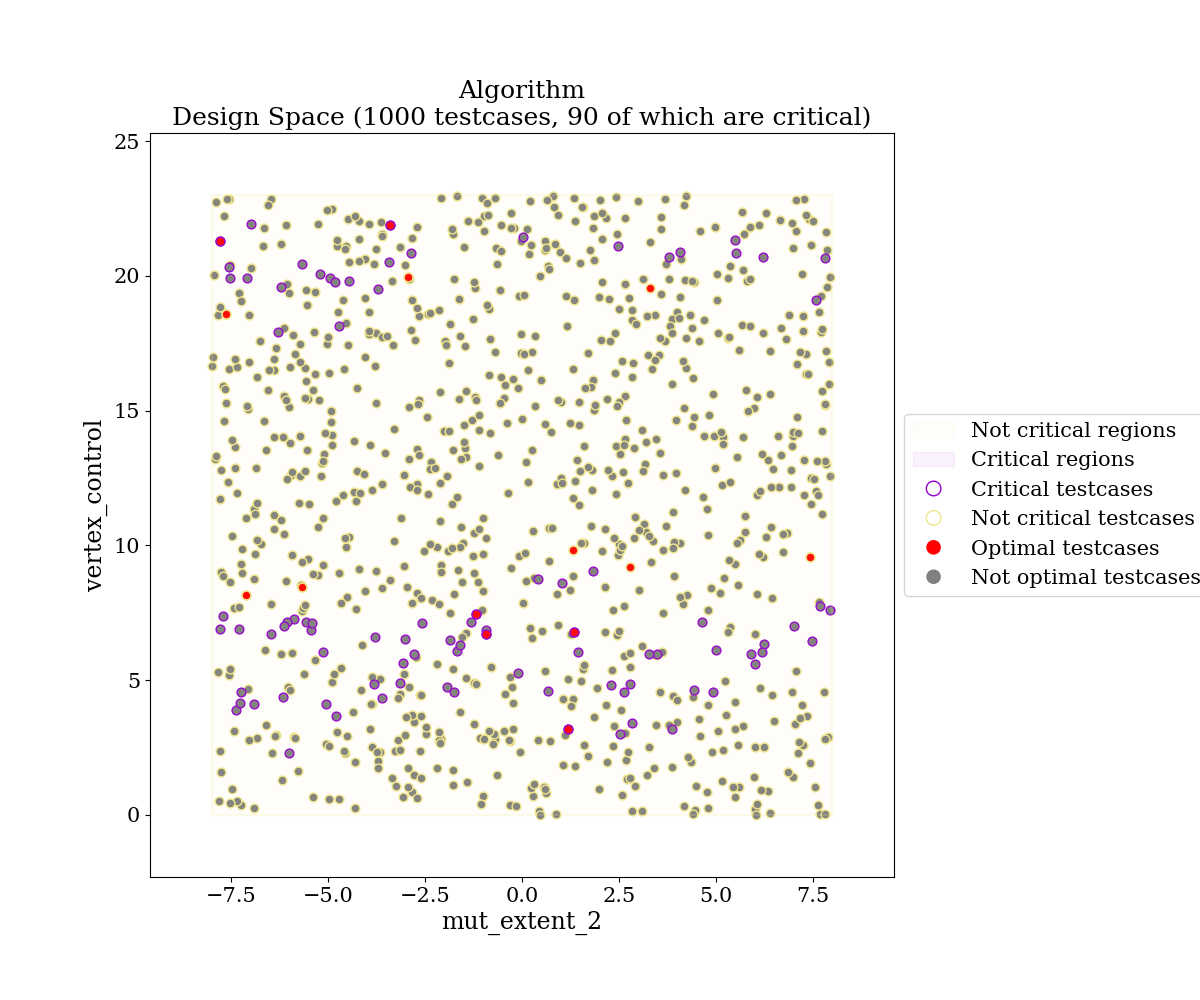 Algorithm
Design Space (1000 testcases, 90 of which are critical)
25
20
15
10
5
0
vertex_control
−7.5
−5.0
−2.5
0.0
2.5
5.0
7.5
mut_extent_2
Not critical regions
Critical regions
Critical testcases
Not critical testcases
Optimal testcases
Not optimal testcases